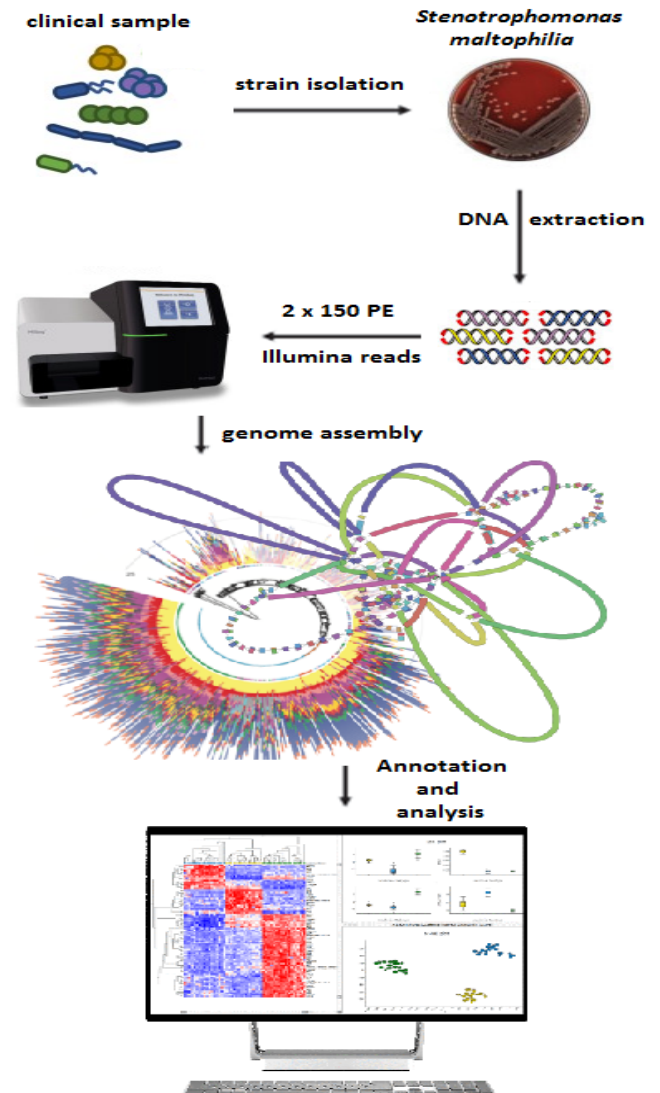 clinical sample
Stenotrophomonas
maltophilia
strain isolation
DNA extraction
2 x 150 PE
Illumina reads
genome assembly
Annotation
and
analysis